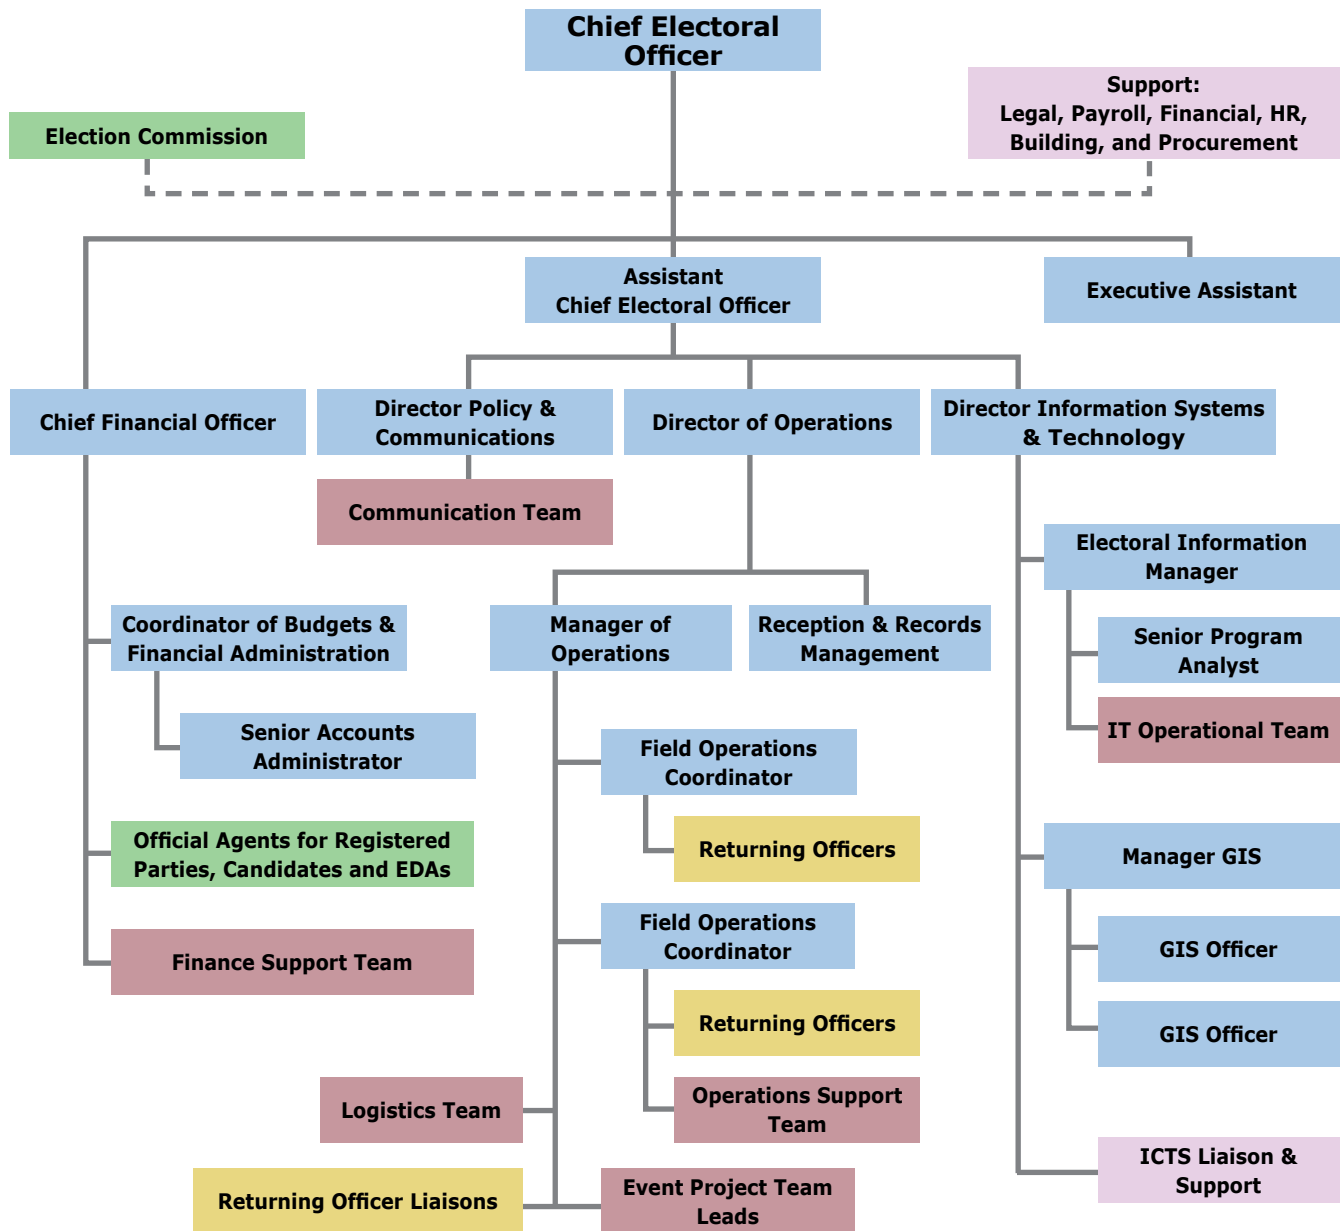 Chief Electoral
Officer
Support:
Legal, Payroll, Financial, HR,
Building, and Procurement
Election Commission
Assistant
Chief Electoral Officer
Executive Assistant
Chief Financial Officer
Director Policy &
Communications
Director of Operations
Director Information Systems
& Technology
Communication Team
Electoral Information
Manager
Coordinator of Budgets &
Financial Administration
Manager of
Operations
Reception & Records
Management
Senior Program
Analyst
Senior Accounts
Administrator
Field Operations
Coordinator
IT Operational Team
Official Agents for Registered
Parties, Candidates and EDAs
Returning Officers
Manager GIS
Finance Support Team
Field Operations
Coordinator
GIS Officer
Returning Officers
GIS Officer
Logistics Team
Operations Support
Team
Returning Officer Liaisons
Event Project Team
Leads
ICTS Liaison &
Support